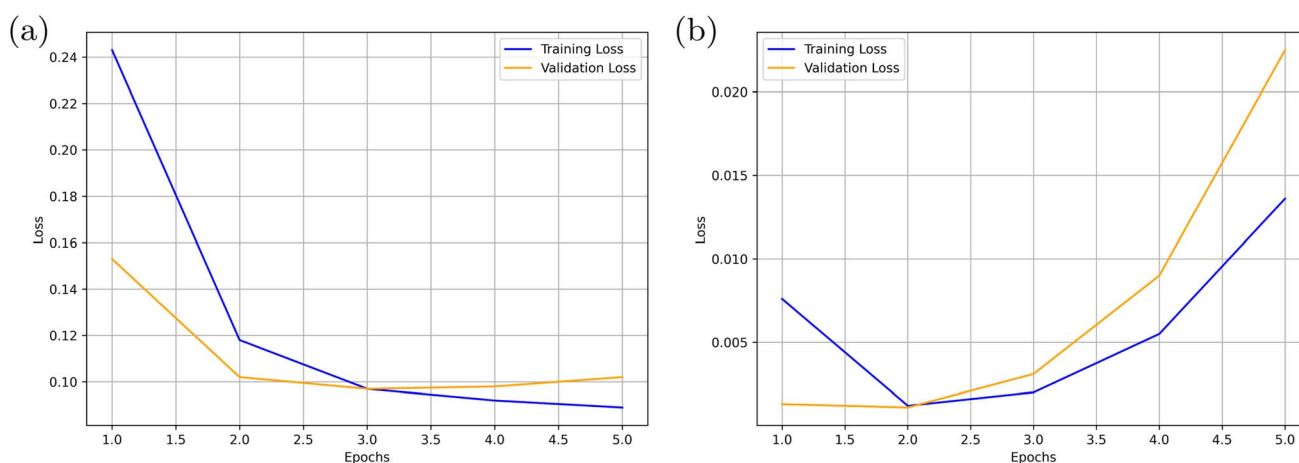 (a)
Training Loss
Validation Loss
0.24
0.22
0.20
0.18
0.16
0.14
0.12
0.10
Loss
1.0 1.5 2.0 2.5 3.0 3.5 4.0 4.5 5.0
Epochs
(b)
Training Loss
Validation Loss
0.020
0.015
0.010
0.005
Loss
1.0 1.5 2.0 2.5 3.0 3.5 4.0 4.5 5.0
Epochs